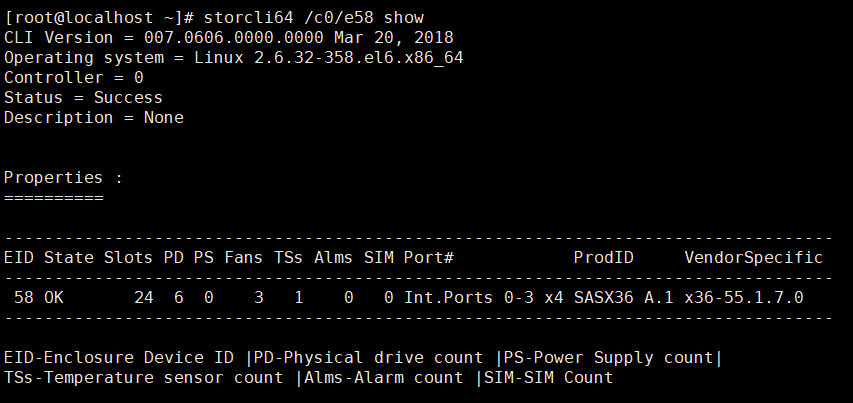 [root@localhost ~]# storcli64 /c0/e58 show
CLI Version = 007.0606.0000.0000 Mar 20, 2018
Operating system = Linux 2.6.32-358.el6.x86_64
Controller = 0
Status = Success
Description = None
Properties :
==========
-----------------------------------------------------------------------------------
EID State Slots PD PS Fans TSs Alms SIM Port#            ProdID     VendorSpecific
-----------------------------------------------------------------------------------
 58 OK       24  6  0    3   1    0   0 Int.Ports 0-3 x4 SASX36 A.1 x36-55.1.7.0
-----------------------------------------------------------------------------------
EID-Enclosure Device ID |PD-Physical drive count |PS-Power Supply count|
TSs-Temperature sensor count |Alms-Alarm count |SIM-SIM Count